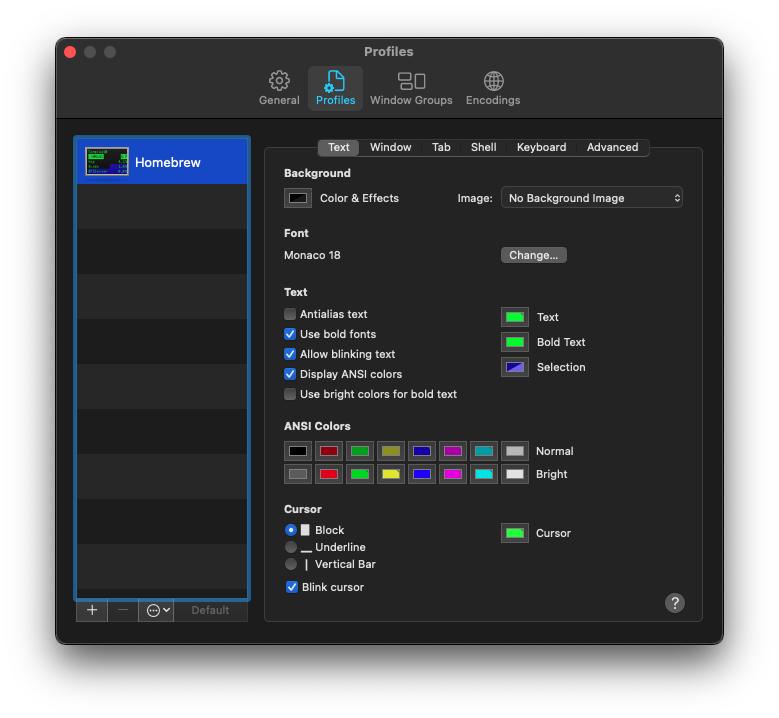 Profiles
General
Profiles
Window Groups
Encodings
Homebrew
Default
Text
Window
Tab
Shell
Keyboard
Advanced
Background
Color & Effects
Image:
No Background Image
Font
Monaco 18
Change...
Text
Antialias text
Use bold fonts
Allow blinking text
Display ANSI colors
Use bright colors for bold text
Text
Bold Text
Selection
ANSI Colors
Normal
Bright
Cursor
Block
Underline
Vertical Bar
Blink cursor
Cursor
?